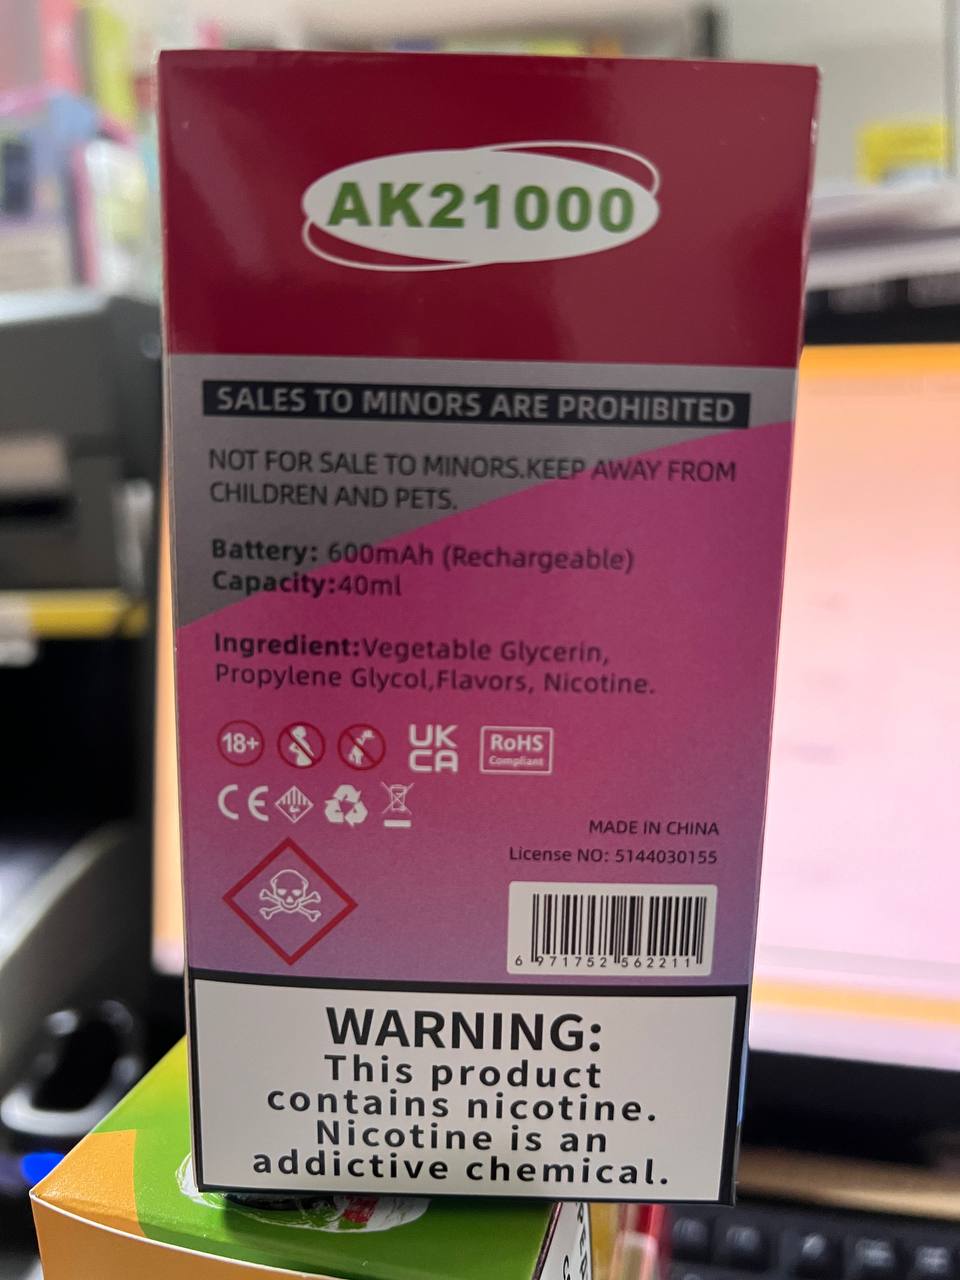 AK21000
SALES TO MINORS ARE PROHIBITED
NOT FOR SALE TO MINORS.KEEP AWAY FROM
CHILDREN AND PETS.
Battery: 600mAh (Rechargeable)
Capacity:40ml
Ingredient:Vegetable Glycerin,
Propylene Glycol,Flavors, Nicotine.
18+
UK
CA
RoHS
Compliant
CE
MADE IN CHINA
License NO: 5144030155
6 971752 562211
WARNING:
This product
contains nicotine.
Nicotine is an
addictive chemical.